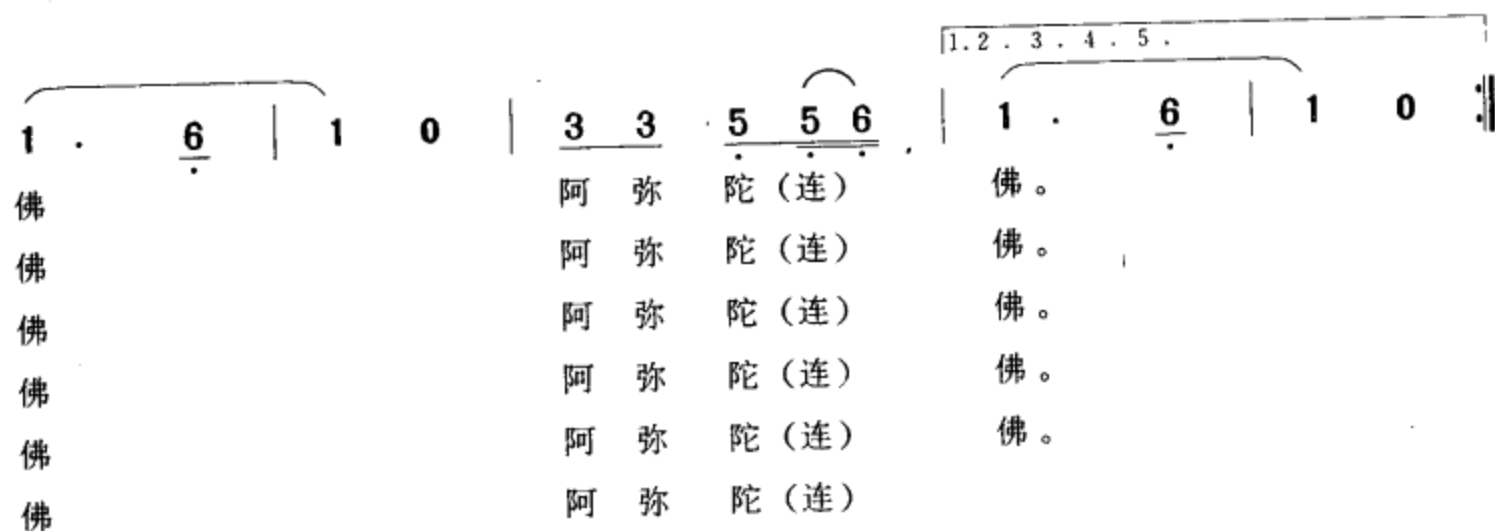 1. 2 . 3 . 4 . 5 .
1 . 6 | 1 0 | 3 3 5 5 6 | 1 . 6 | 1 0 :‖
佛 阿 弥 陀（连） 佛。
佛 阿 弥 陀（连） 佛。
佛 阿 弥 陀（连） 佛。
佛 阿 弥 陀（连） 佛。
佛 阿 弥 陀（连） 佛。
佛 阿 弥 陀（连）